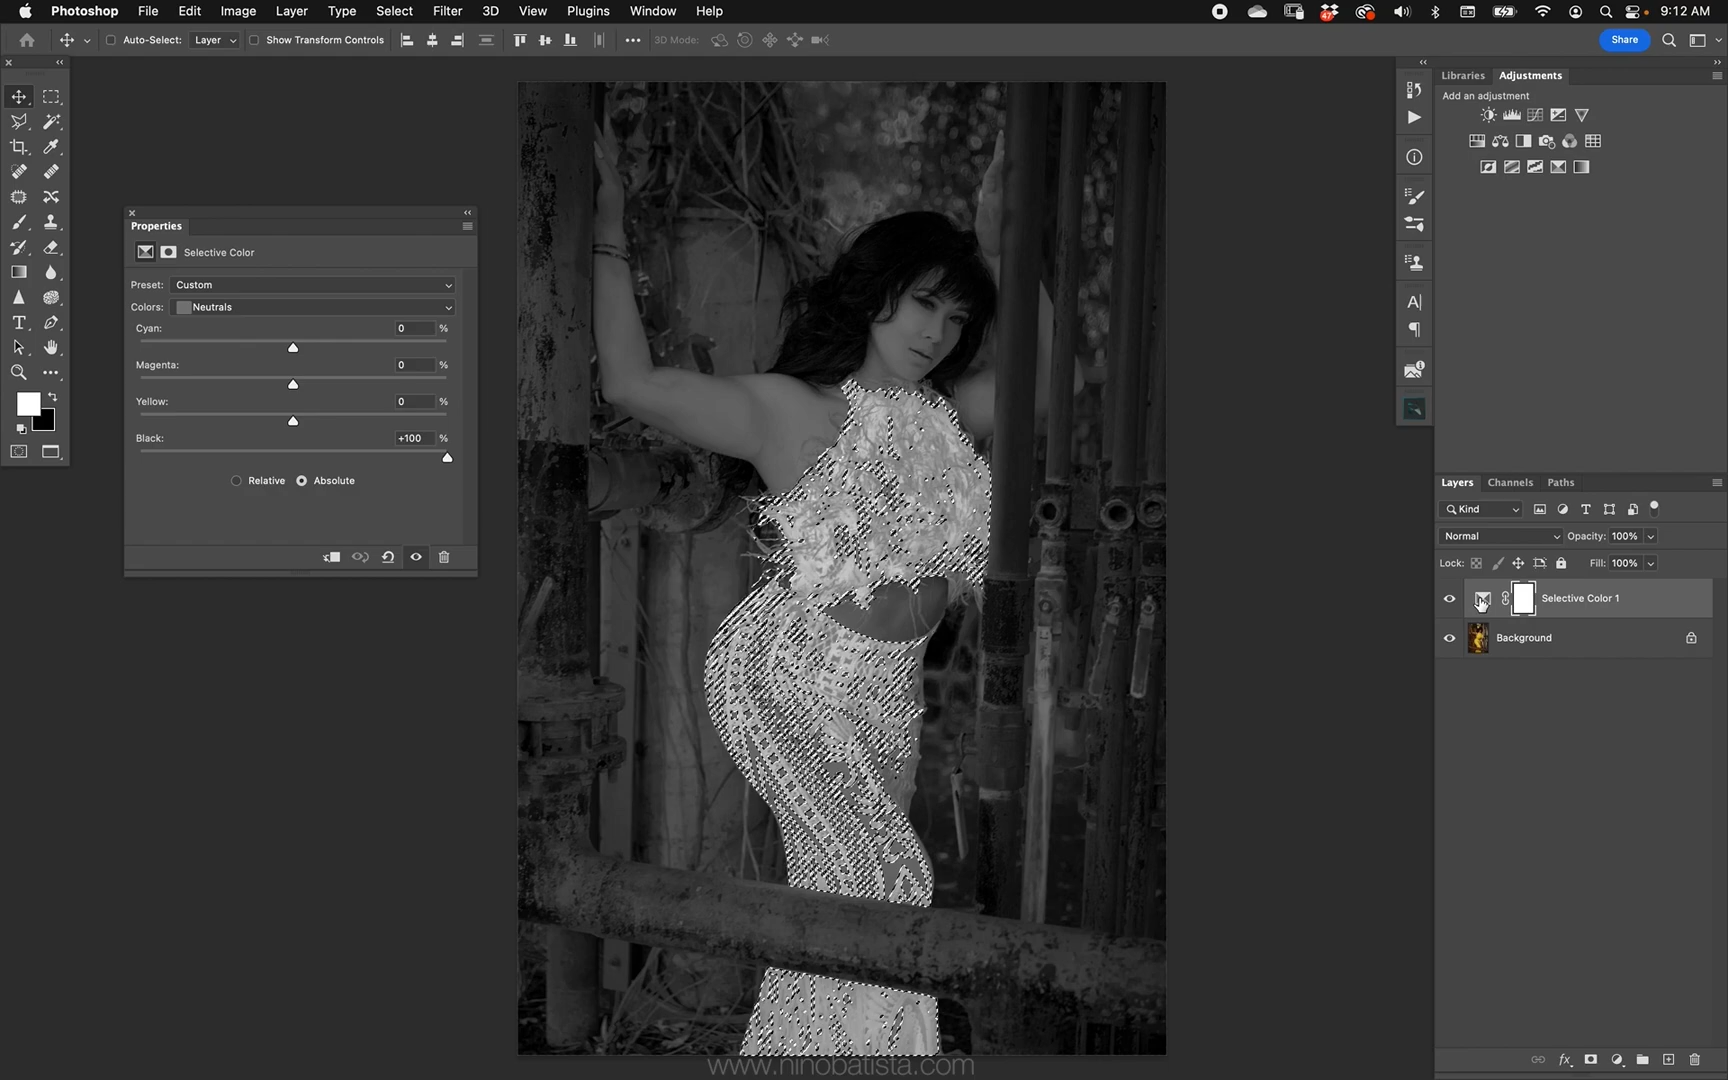 Photoshop File Edit Image Layer Type Select Filter 3D View Plugins Window Help 47 9:12 AM
Auto-Select: Layer Show Transform Controls 3D Mode: Share
Libraries Adjustments
Add an adjustment
Properties
Selective Color
Preset: Custom
Colors: Neutrals
Cyan: 0 %
Magenta: 0 %
Yellow: 0 %
Black: +100 %
Relative Absolute
Layers Channels Paths
Kind
Normal Opacity: 100%
Lock: Fill: 100%
Selective Color 1
Background
www.ninobatista.com